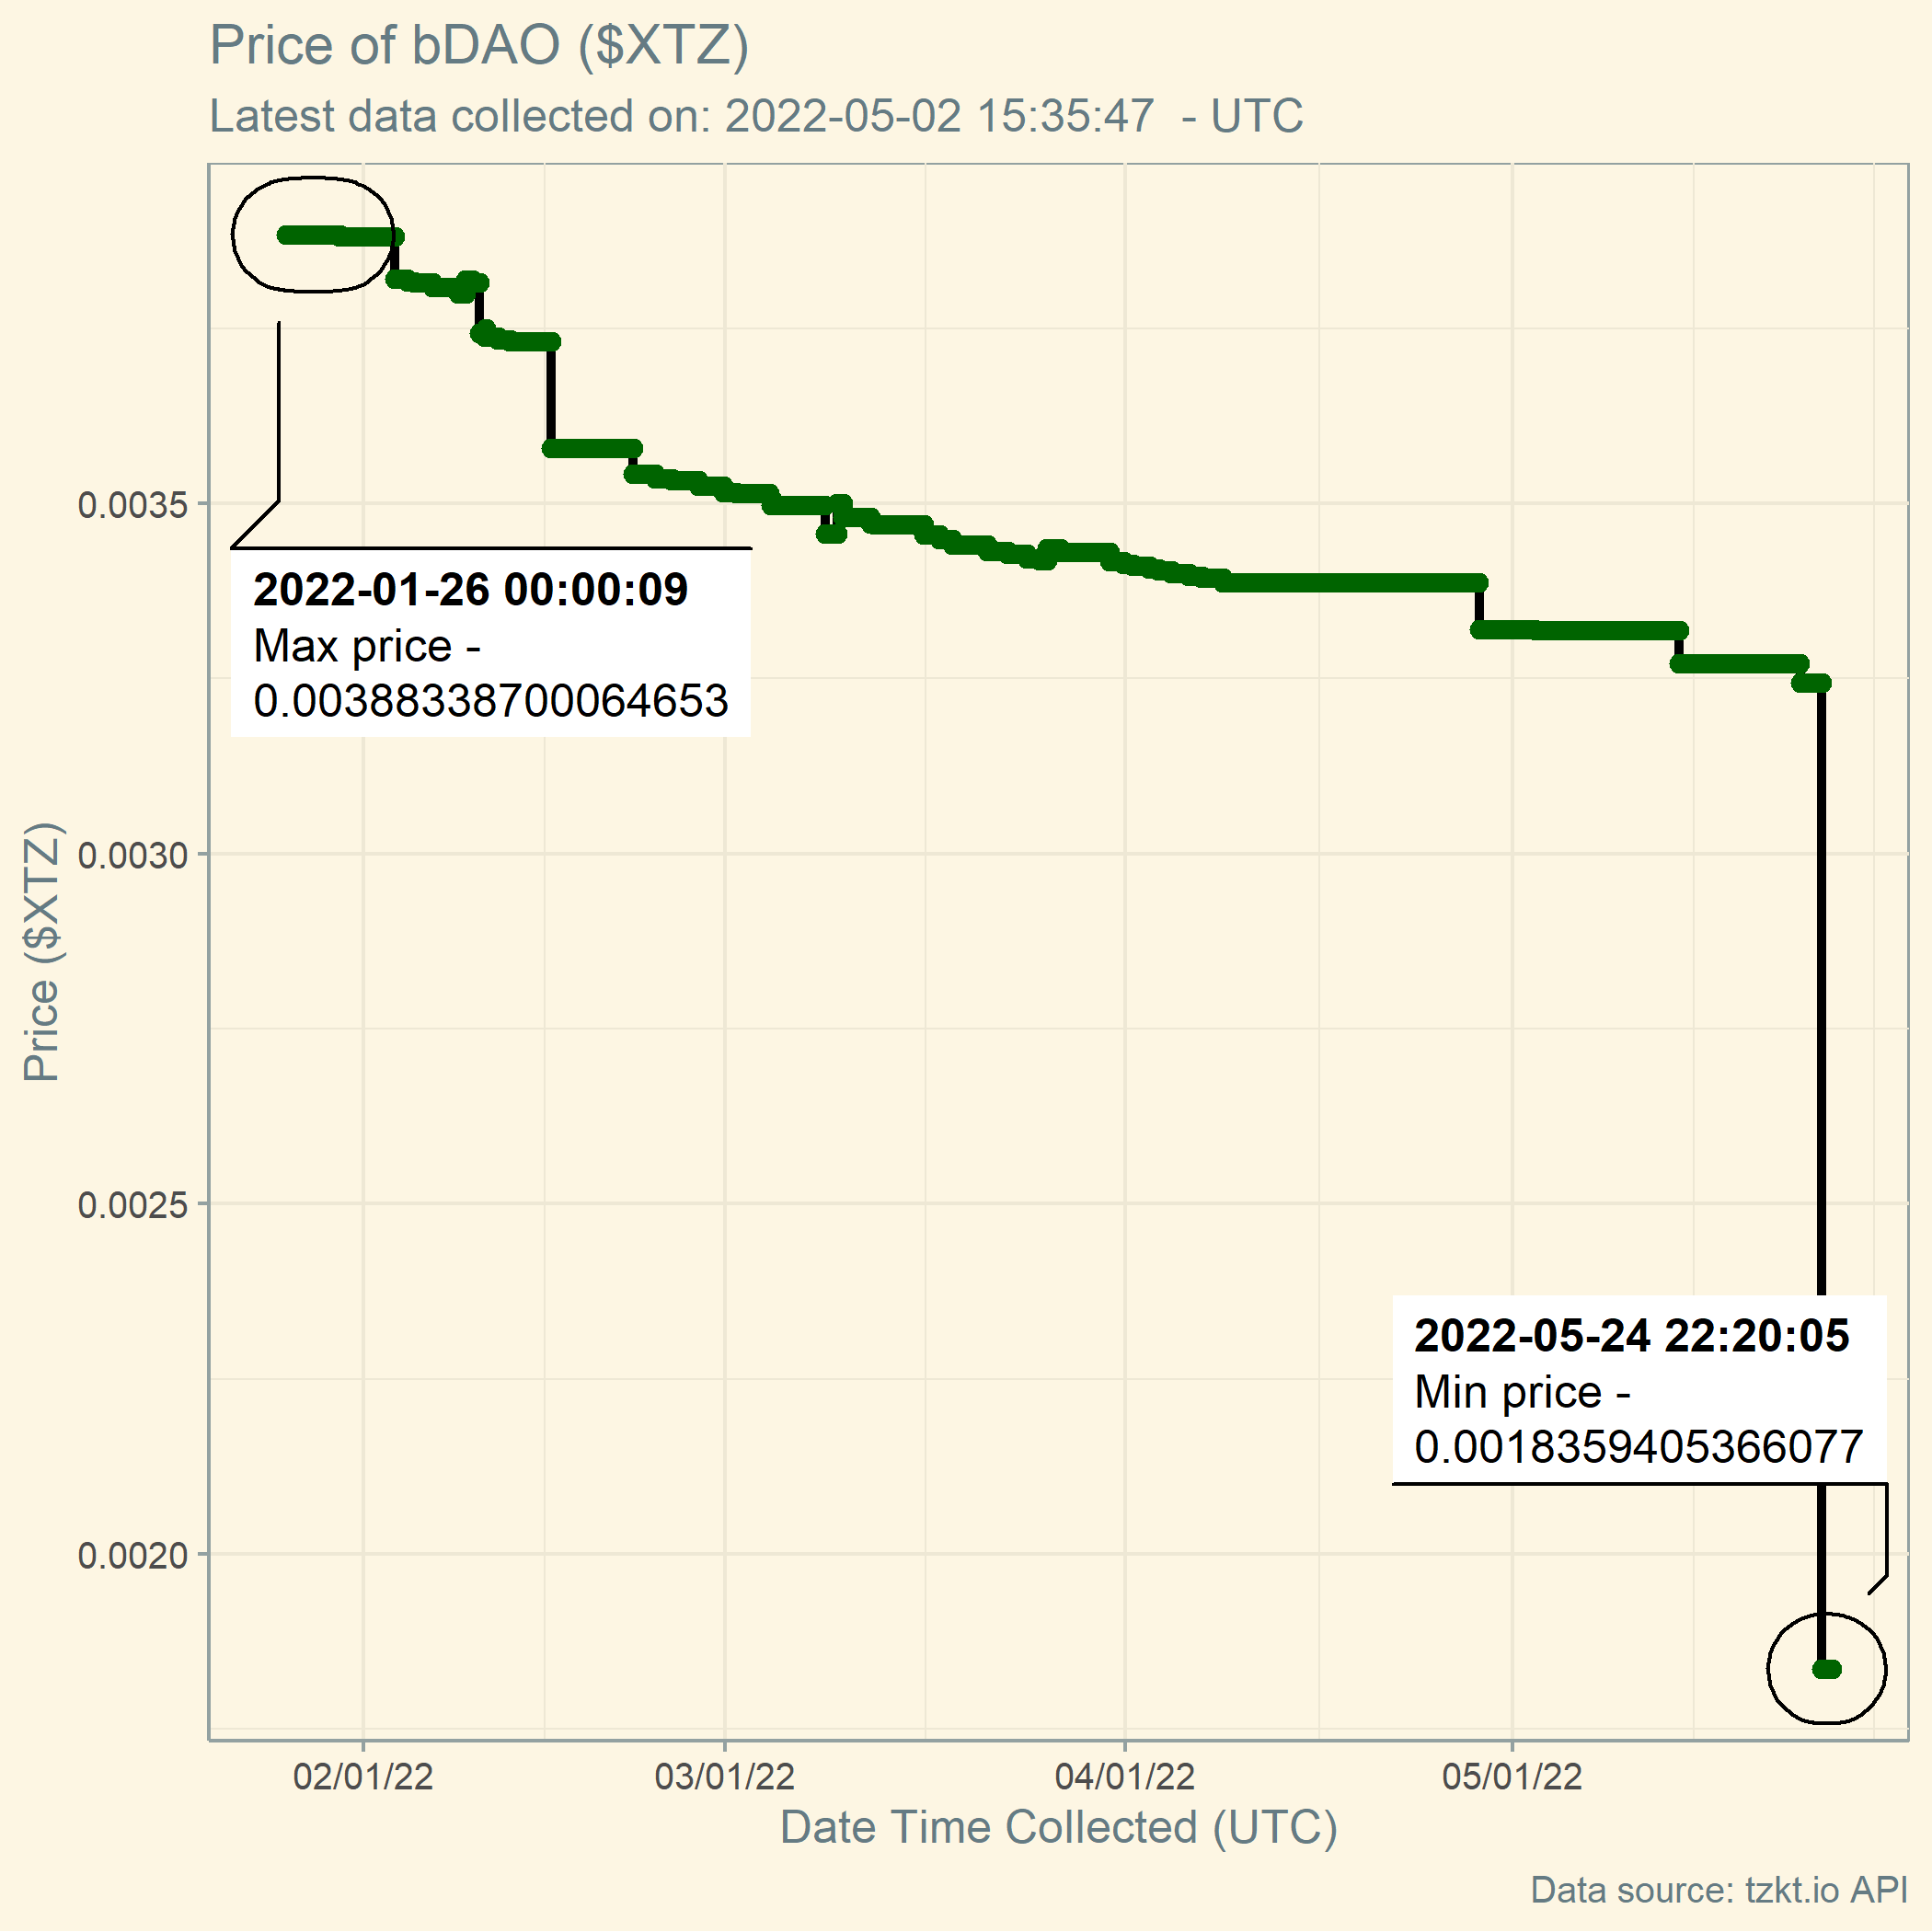 Price of bDAO ($XTZ)
Latest data collected on: 2022-05-02 15:35:47  - UTC
2022-01-26 00:00:09
Max price -
0.00388338700064653
2022-05-24 22:20:05
Min price -
0.0018359405366077
Price ($XTZ)
0.0035
0.0030
0.0025
0.0020
02/01/22
03/01/22
04/01/22
05/01/22
Date Time Collected (UTC)
Data source: tzkt.io API